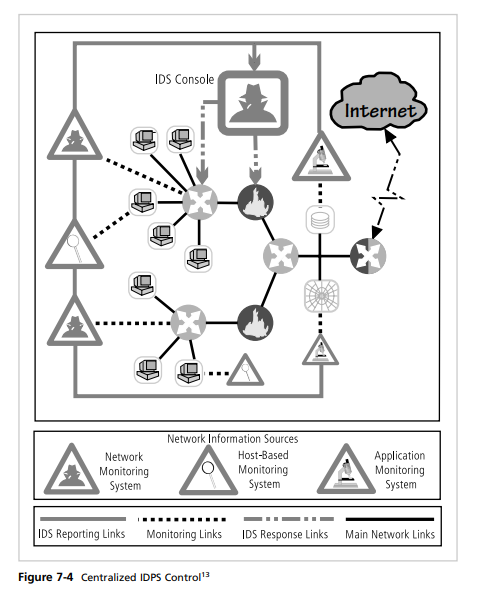 IDS Console
Internet
Network Information Sources
Network
Monitoring
System
Host-Based
Monitoring
System
Application
Monitoring
System
IDS Reporting Links
Monitoring Links
IDS Response Links
Main Network Links
Figure 7-4 Centralized IDPS Control¹³